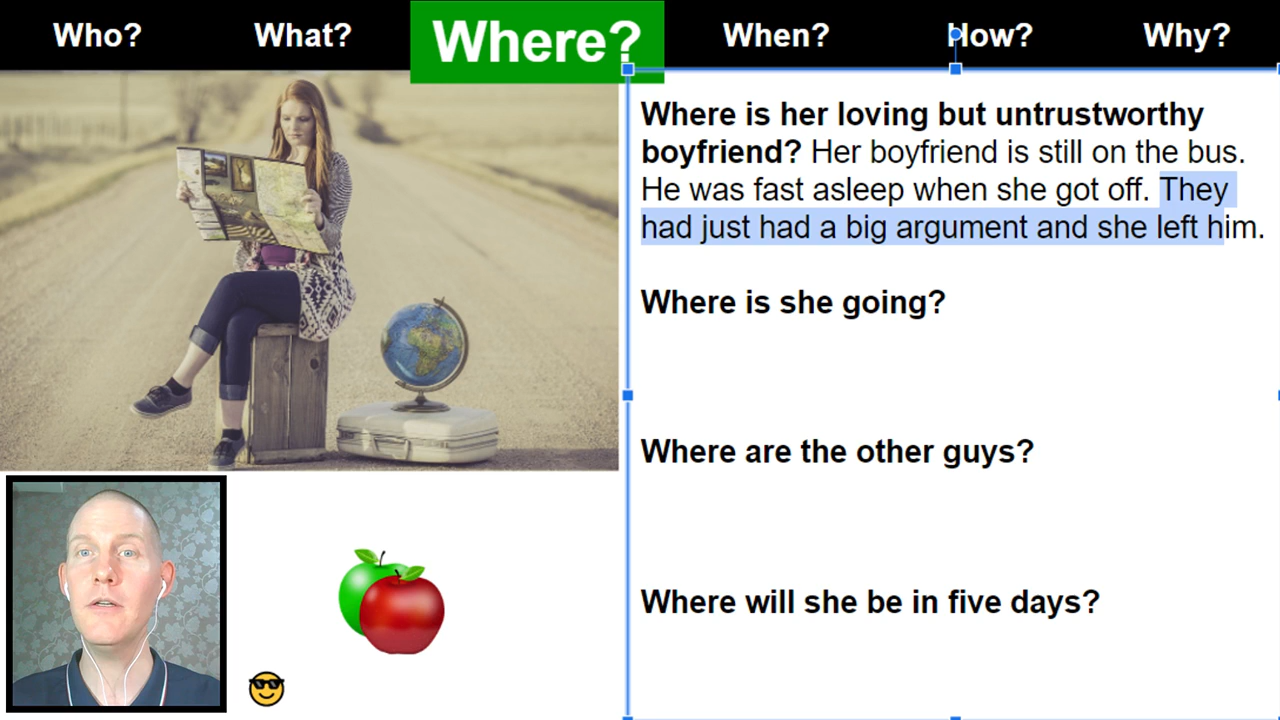 Who? What? Where? When? How? Why?
Where is her loving but untrustworthy
boyfriend? Her boyfriend is still on the bus.
He was fast asleep when she got off. They
had just had a big argument and she left him.
Where is she going?
Where are the other guys?
Where will she be in five days?